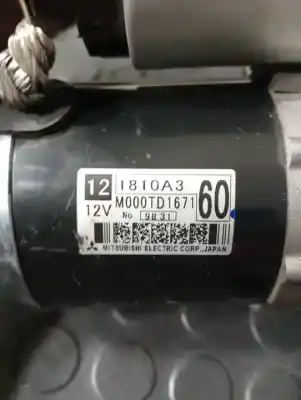 12 1810A3
12V M000TD1671 60
No 9831
MITSUBISHI ELECTRIC CORP., JAPAN